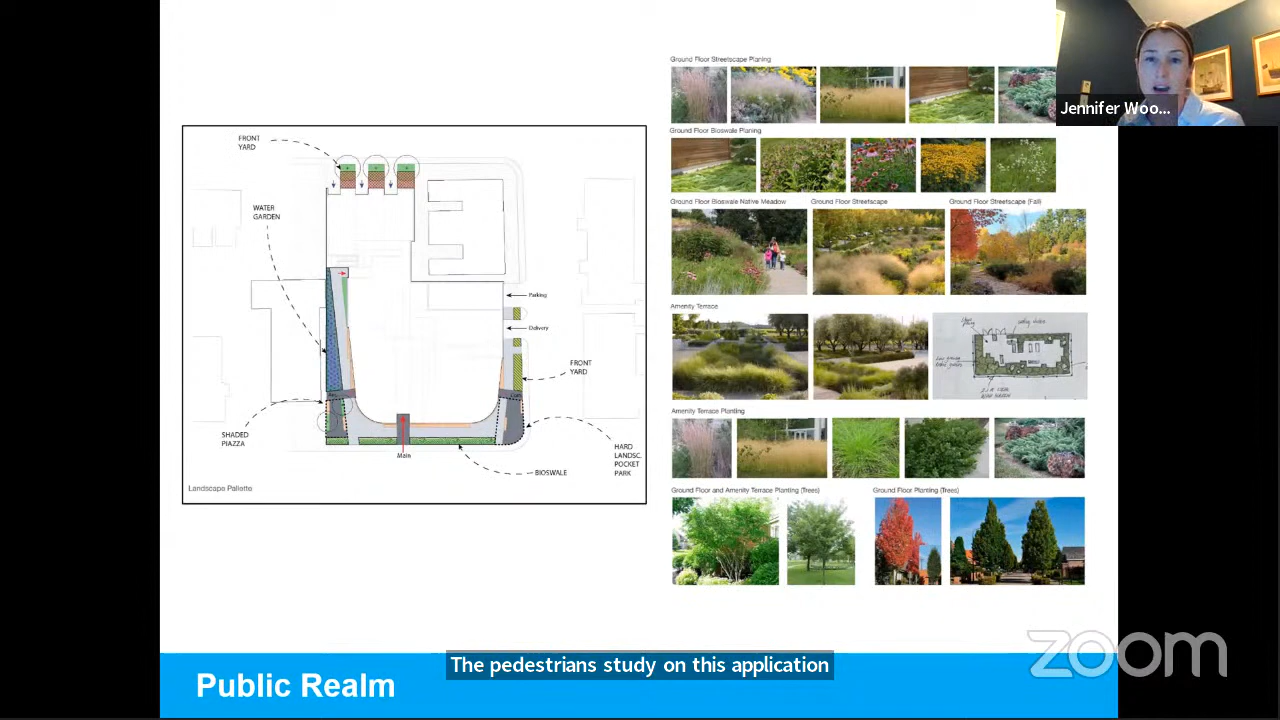 Ground Floor Streetscape Planing
Jennifer Woo...
Ground Floor Bioswale Planing
Ground Floor Bioswale Native Meadow
Ground Floor Streetscape
Ground Floor Streetscape (Fall)
Amenity Terrace
Amenity Terrace Planting
Ground Floor and Amenity Terrace Planting (Trees)
Ground Floor Planting (Trees)
FRONT
YARD
WATER
GARDEN
Parking
Delivery
FRONT
YARD
SHADED
PIAZZA
Main
HARD
LANDSC.
POCKET
PARK
BIOSWALE
Landscape Pallette
The pedestrians study on this application
Public Realm
zoom